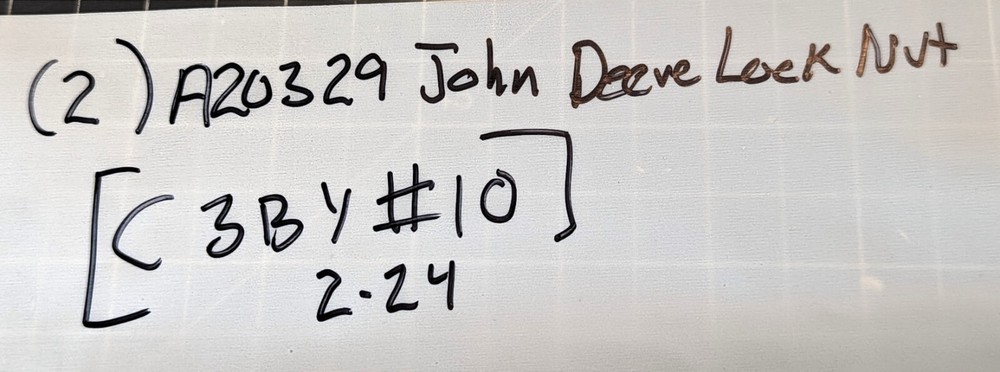 (2) A20329 John Deere Lock Nut
[C 3BY #10]
2-24